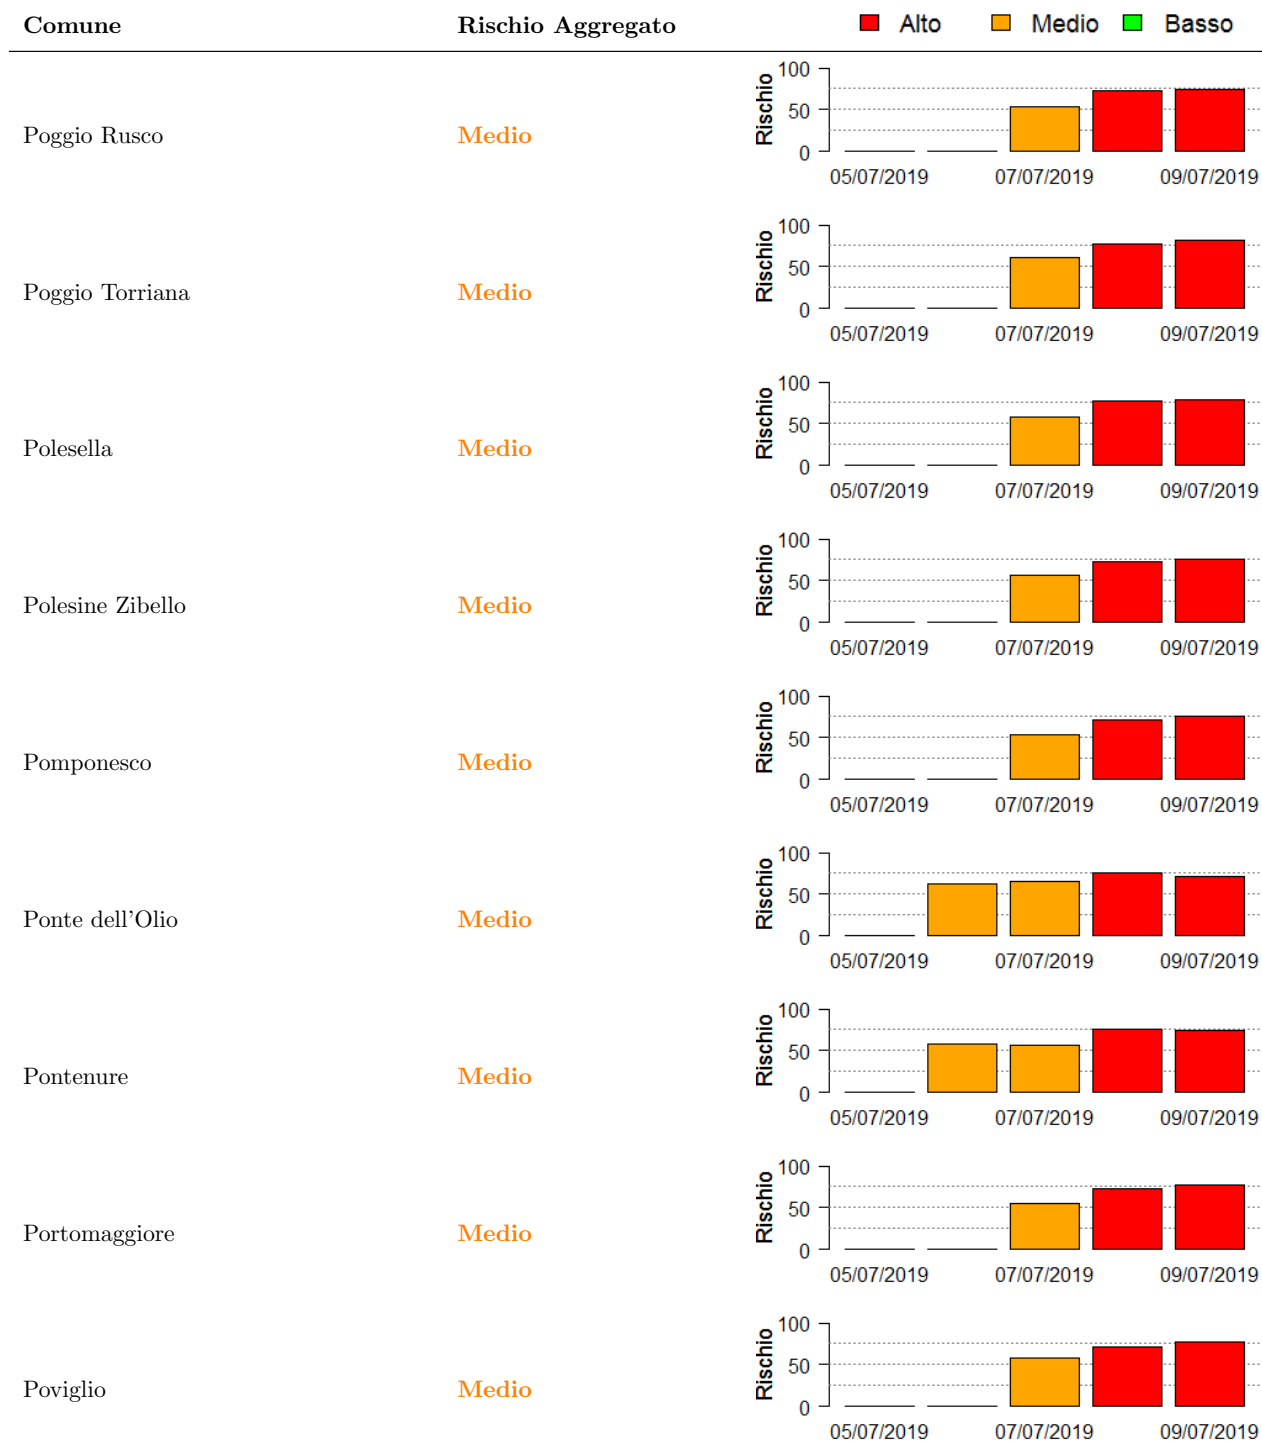 Comune Rischio Aggregato Alto Medio Basso
100
50
0
Rischio
Poggio Rusco Medio
05/07/2019 07/07/2019 09/07/2019
100
50
0
Rischio
Poggio Torriana Medio
05/07/2019 07/07/2019 09/07/2019
100
50
0
Rischio
Polesella Medio
05/07/2019 07/07/2019 09/07/2019
100
50
0
Rischio
Polesine Zibello Medio
05/07/2019 07/07/2019 09/07/2019
100
50
0
Rischio
Pomponesco Medio
05/07/2019 07/07/2019 09/07/2019
100
50
0
Rischio
Ponte dell'Olio Medio
05/07/2019 07/07/2019 09/07/2019
100
50
0
Rischio
Pontenure Medio
05/07/2019 07/07/2019 09/07/2019
100
50
0
Rischio
Portomaggiore Medio
05/07/2019 07/07/2019 09/07/2019
100
50
0
Rischio
Poviglio Medio
05/07/2019 07/07/2019 09/07/2019